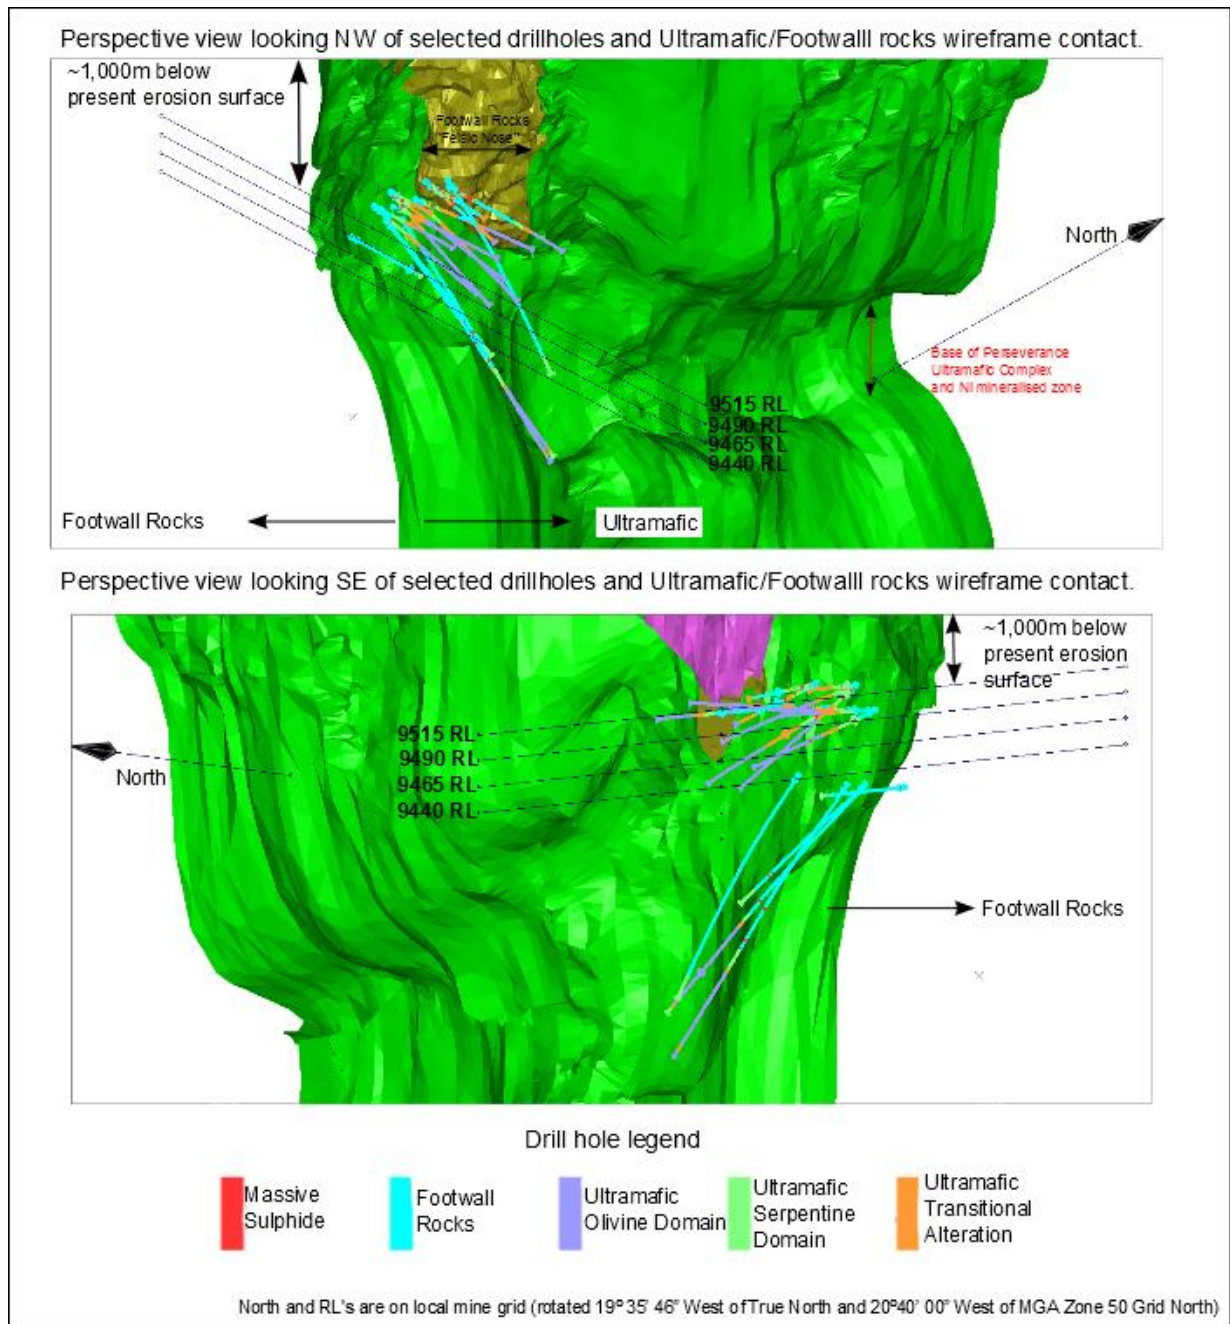 Perspective view looking NW of selected drillholes and Ultramafic/Footwalll rocks wireframe contact.
~1,000m below
present erosion surface
Footwall Rocks
"Felsic Nose"
North
Base of Perseverance
Ultramafic Complex
and NI mineralised zone
9515 RL
9490 RL
9465 RL
9440 RL
Footwall Rocks
Ultramafic
Perspective view looking SE of selected drillholes and Ultramafic/Footwalll rocks wireframe contact.
~1,000m below
present erosion
surface
9515 RL
9490 RL
9465 RL
9440 RL
North
Footwall Rocks
Drill hole legend
Massive
Sulphide
Footwall
Rocks
Ultramafic
Olivine Domain
Ultramafic
Serpentine
Domain
Ultramafic
Transitional
Alteration
North and RL's are on local mine grid (rotated 19º 35' 46" West of True North and 20º40' 00" West of MGA Zone 50 Grid North)